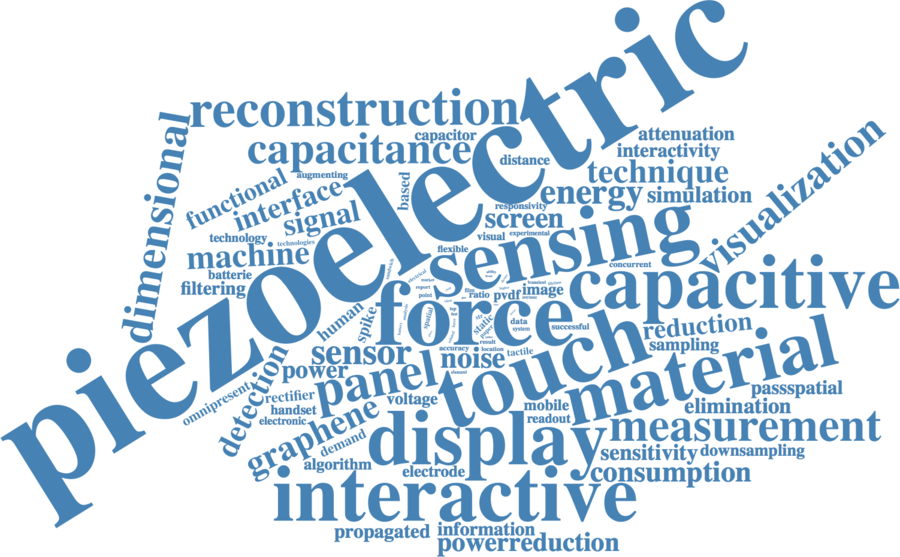 piezoelectric
reconstruction
capacitor
capacitance
attenuation
interactivity
distance
technique
dimensional
augmenting
functional
based
energy
simulation
interface
responsivity
visualization
signal
screen
technology
visual
experimental
technologies
sensing
machine
flexible
batterie
concurrent
filtering
capacitive
force
ratio
pvdf
image
human
spike
spatial
static
data
system
successful
reduction
sensor
touch
accuracy
result
location
tactile
sampling
power
noise
detection
panel
material
omnipresent
rectifier
voltage
passspatial
handset
mobile
elimination
electronic
readout
graphene
display
measurement
demand
sensitivity
downsampling
algorithm
electrode
consumption
interactive
propagated
information
powerreduction